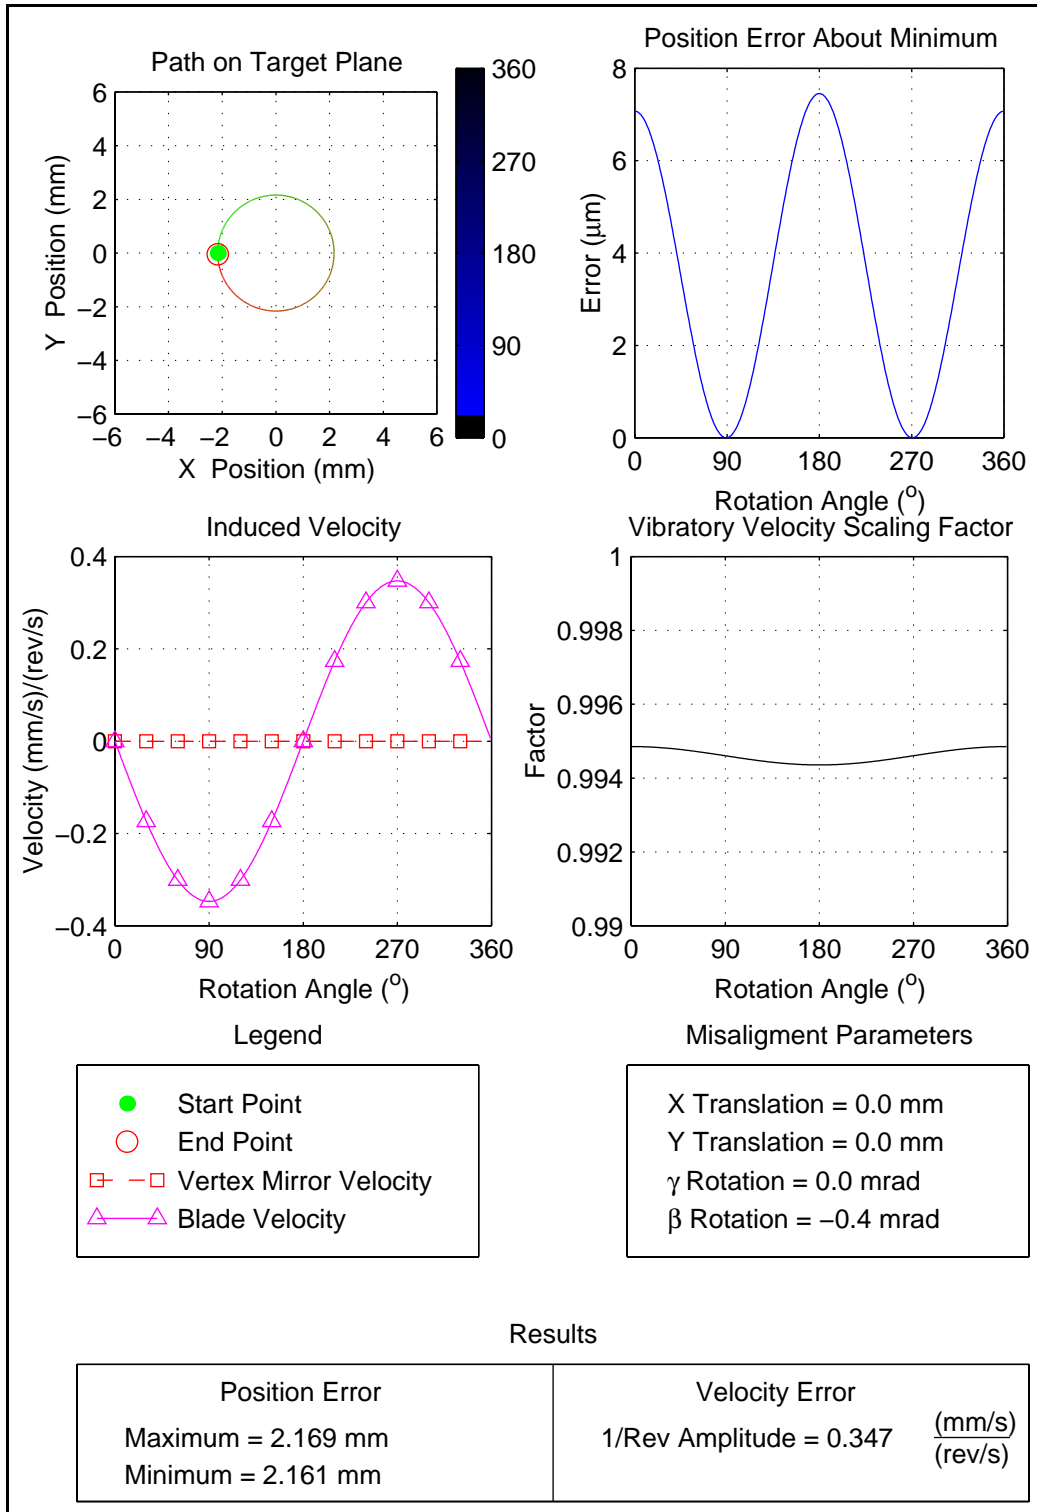 Path on Target Plane
6
4
2
0
−2
−4
−6
−6
−4
−2
0
2
4
6
Y Position (mm)
X Position (mm)
360
270
180
90
0
Position Error About Minimum
8
6
4
2
0
0
90
180
270
360
Error (μm)
Rotation Angle (o)
Induced Velocity
0.4
0.2
0
−0.2
−0.4
0
90
180
270
360
Velocity (mm/s)/(rev/s)
Rotation Angle (o)
Vibratory Velocity Scaling Factor
1
0.998
0.996
0.994
0.992
0.99
0
90
180
270
360
Factor
Rotation Angle (o)
Legend
Start Point
End Point
Vertex Mirror Velocity
Blade Velocity
Misaligment Parameters
X Translation = 0.0 mm
Y Translation = 0.0 mm
γ Rotation = 0.0 mrad
β Rotation = −0.4 mrad
Results
Position Error
Maximum = 2.169 mm
Minimum = 2.161 mm
Velocity Error
1/Rev Amplitude = 0.347 (mm/s)
(rev/s)